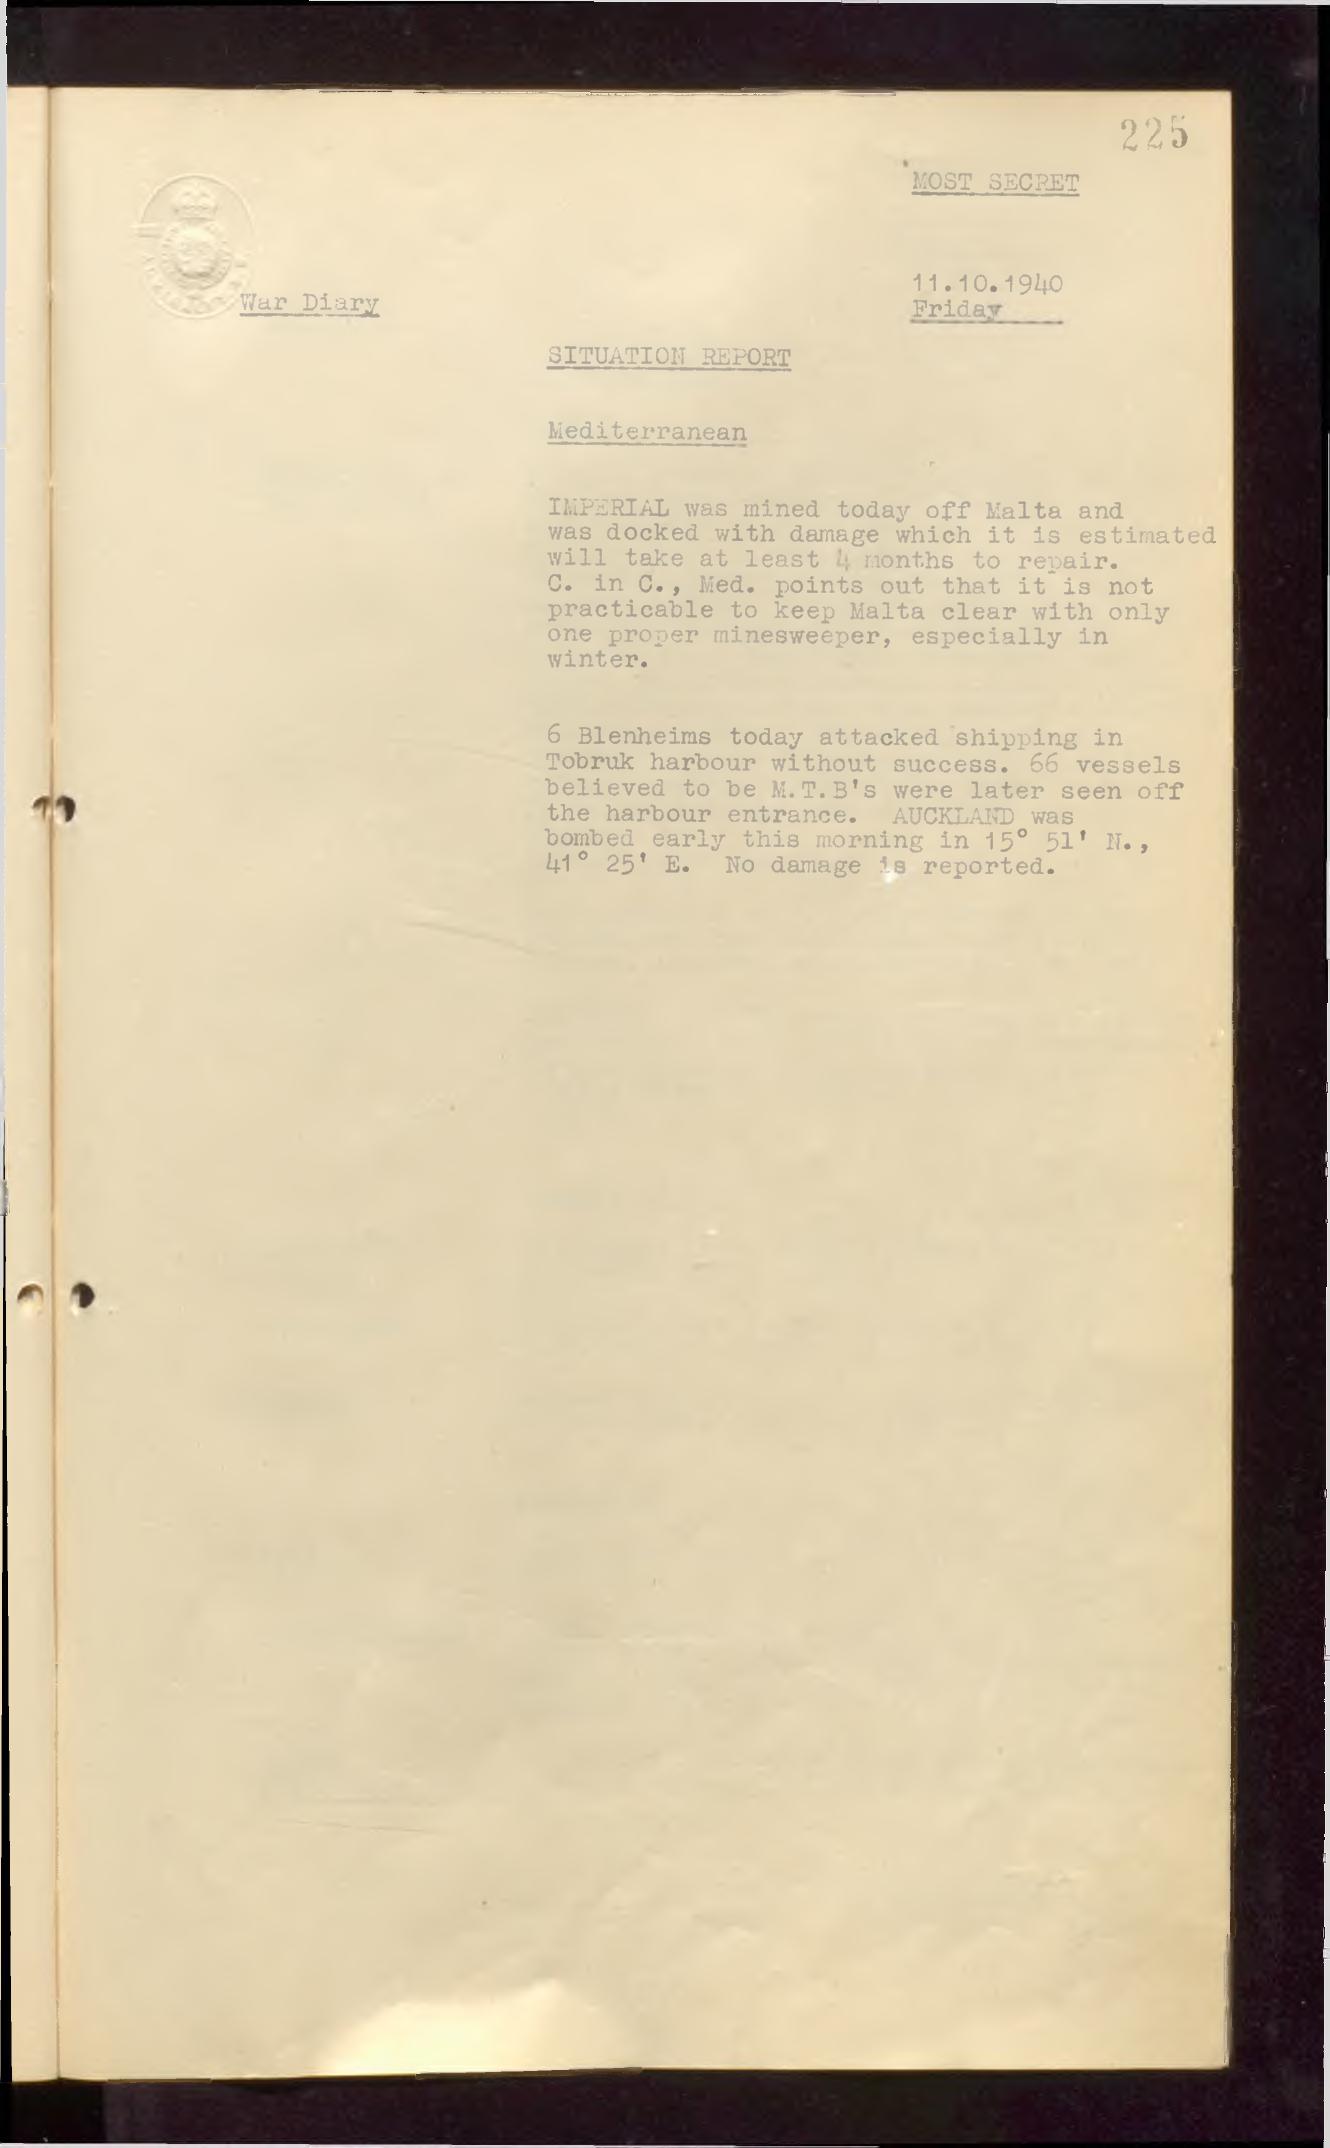 225
MOST SECRET
11.10.1940
War Diary
Friday
SITUATION REPORT
Mediterranean
IMPERIAL was mined today off Malta and
was docked with damage which it is estimated
will take at least 4 months to repair.
C. in C., Med. points out that it is not
practicable to keep Malta clear with only
one proper minesweeper, especially in
winter.
6 Blenheims today attacked shipping in
Tobruk harbour without success. 66 vessels
believed to be M.T.B's were later seen off
the harbour entrance. AUCKLAND was
bombed early this morning in 15° 51' N.,
41° 25' E. No damage is reported.